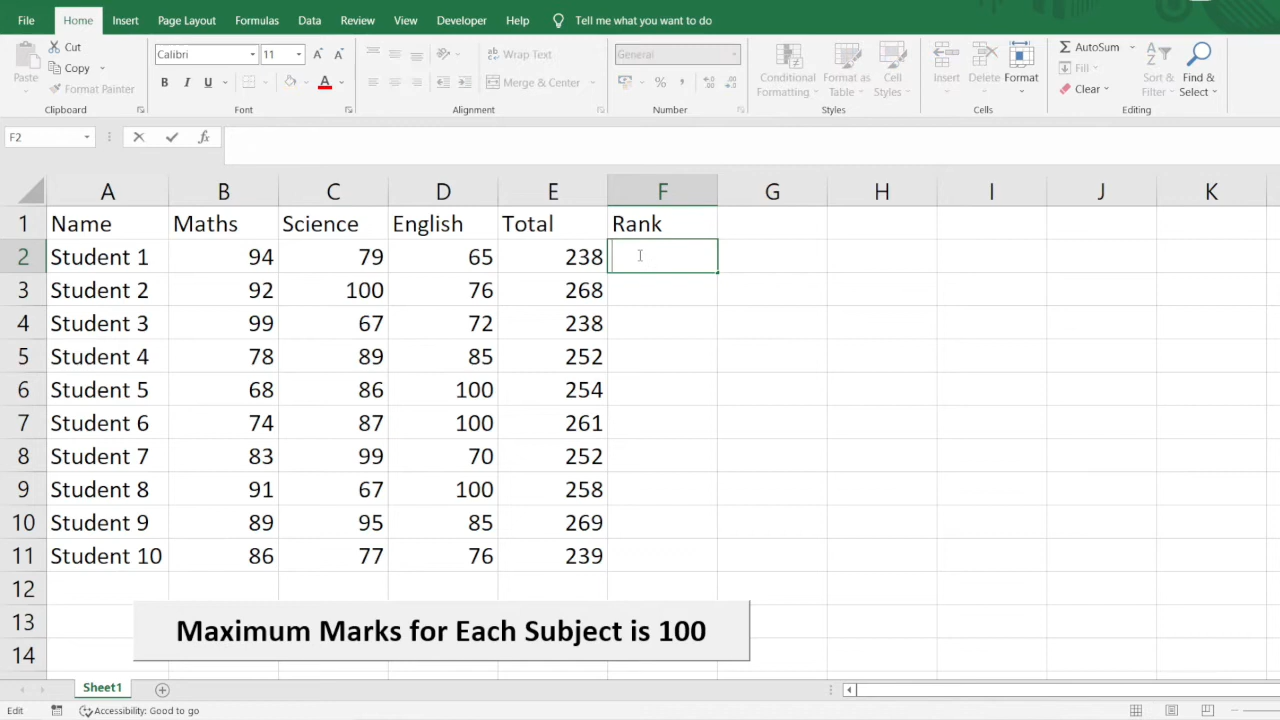 File Home Insert Page Layout Formulas Data Review View Developer Help Tell me what you want to do
Paste Cut Copy Format Painter
Clipboard
Calibri 11 A A
B I U A
Font
ab Wrap Text
Merge & Center
Alignment
General
% , .00
Number
Conditional Formatting Format as Table Cell Styles
Styles
Insert Delete Format
Cells
Σ AutoSum Fill Clear Sort & Filter Find & Select
Editing
F2 fx
A B C D E F G H I J K
1 Name Maths Science English Total Rank
2 Student 1 94 79 65 238
3 Student 2 92 100 76 268
4 Student 3 99 67 72 238
5 Student 4 78 89 85 252
6 Student 5 68 86 100 254
7 Student 6 74 87 100 261
8 Student 7 83 99 70 252
9 Student 8 91 67 100 258
10 Student 9 89 95 85 269
11 Student 10 86 77 76 239
12
13
14
Maximum Marks for Each Subject is 100
Sheet1
Edit Accessibility: Good to go